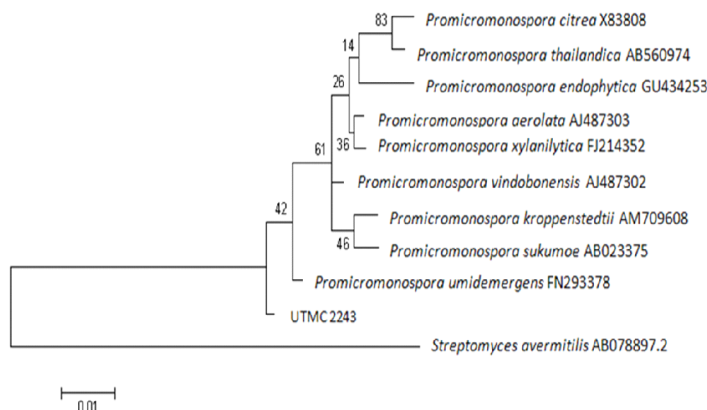 83
Promicromonospora citrea X83808
14
Promicromonospora thailandica AB560974
26
Promicromonospora endophytica GU434253
Promicromonospora aerolata AJ487303
36
Promicromonospora xylanilytica FJ214352
61
Promicromonospora vindobonensis AJ487302
42
Promicromonospora kroppenstedtii AM709608
46
Promicromonospora sukumoe AB023375
Promicromonospora umidemergens FN293378
UTMC 2243
Streptomyces avermitilis AB078897.2
0.01